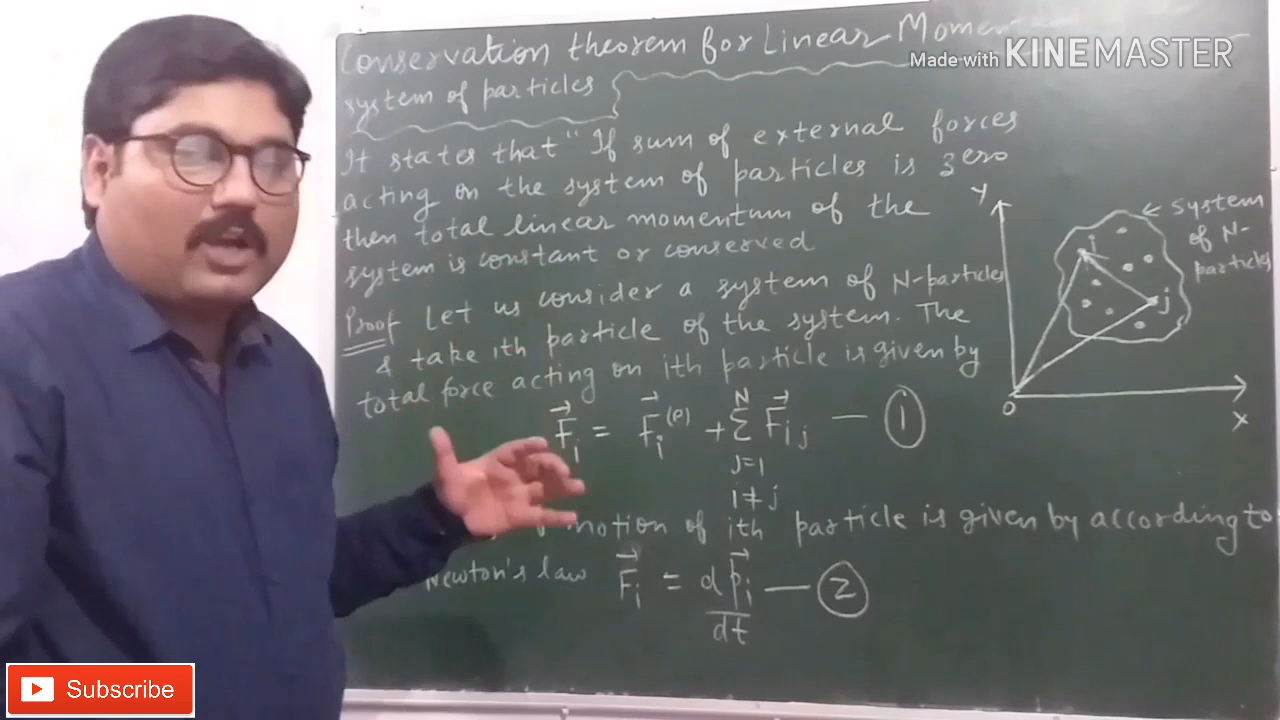 Conservation theorem for Linear
Made with KINEMASTER
system of particles
It states that "If sum of external forces
acting on the system of particles is zero
then total linear momentum of the
system is constant or conserved
Proof Let us consider a system of N-particles
& take ith particle of the system. The
total force acting on ith particle is given by
F⃗i = F⃗i(e) + Σ F⃗ij — ①
N
J=1
i≠j
motion of ith particle is given by according to
Newton's law F⃗i = dp⃗i/dt — ②
Y
← system
of N-
particles
i
j
O
X
Subscribe